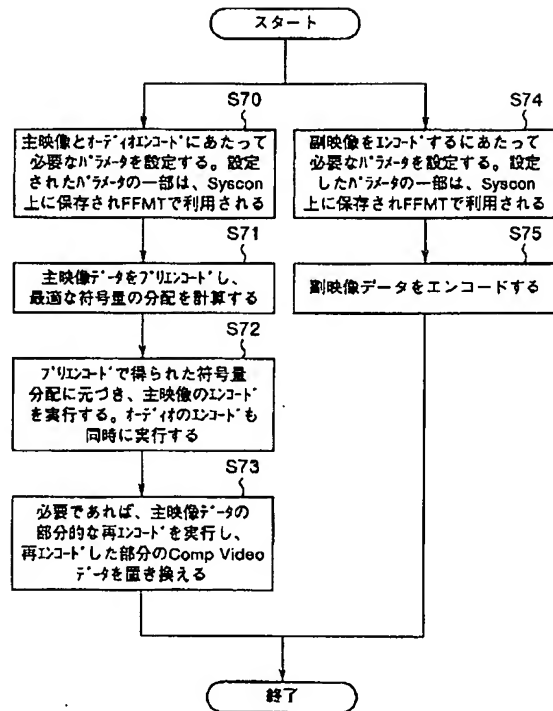 スタート
S70
主映像とオーディオエンコードにあたって
必要なパラメータを設定する。設定
されたパラメータの一部は、Syscon
上に保存されFFMTで利用される
S71
主映像データをプリエンコードし、
最適な符号量の分配を計算する
S72
プリエンコードで得られた符号量
分配に元づき、主映像のエンコード
を実行する。オーディオのエンコードも
同時に実行する
S73
必要であれば、主映像データの
部分的な再エンコードを実行し、
再エンコードした部分のComp Video
データを置き換える
S74
副映像をエンコードするにあたって
必要なパラメータを設定する。設定
したパラメータの一部は、Syscon
上に保存されFFMTで利用される
S75
副映像データをエンコードする
終了